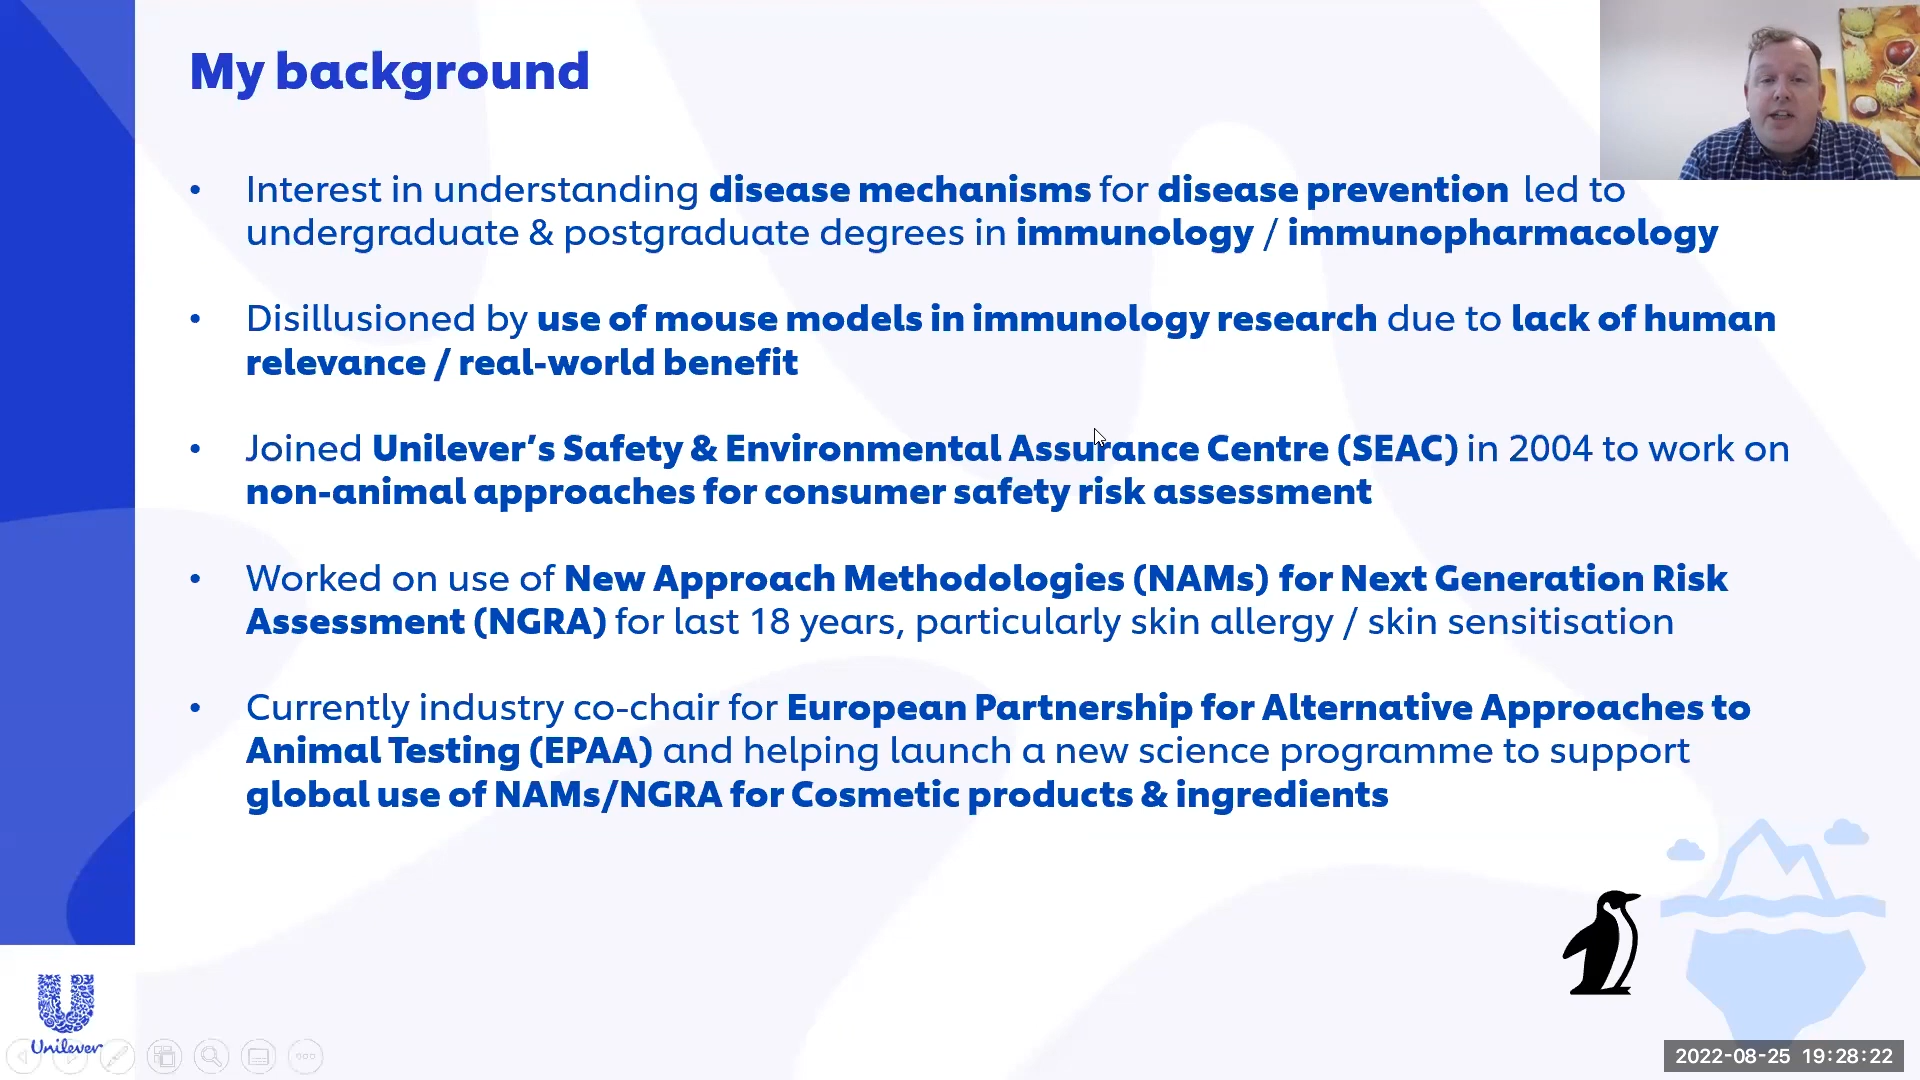 My background
• Interest in understanding disease mechanisms for disease prevention led to
undergraduate & postgraduate degrees in immunology / immunopharmacology
• Disillusioned by use of mouse models in immunology research due to lack of human
relevance / real-world benefit
• Joined Unilever’s Safety & Environmental Assurance Centre (SEAC) in 2004 to work on
non-animal approaches for consumer safety risk assessment
• Worked on use of New Approach Methodologies (NAMs) for Next Generation Risk
Assessment (NGRA) for last 18 years, particularly skin allergy / skin sensitisation
• Currently industry co-chair for European Partnership for Alternative Approaches to
Animal Testing (EPAA) and helping launch a new science programme to support
global use of NAMs/NGRA for Cosmetic products & ingredients
Unilever
2022-08-25 19:28:22